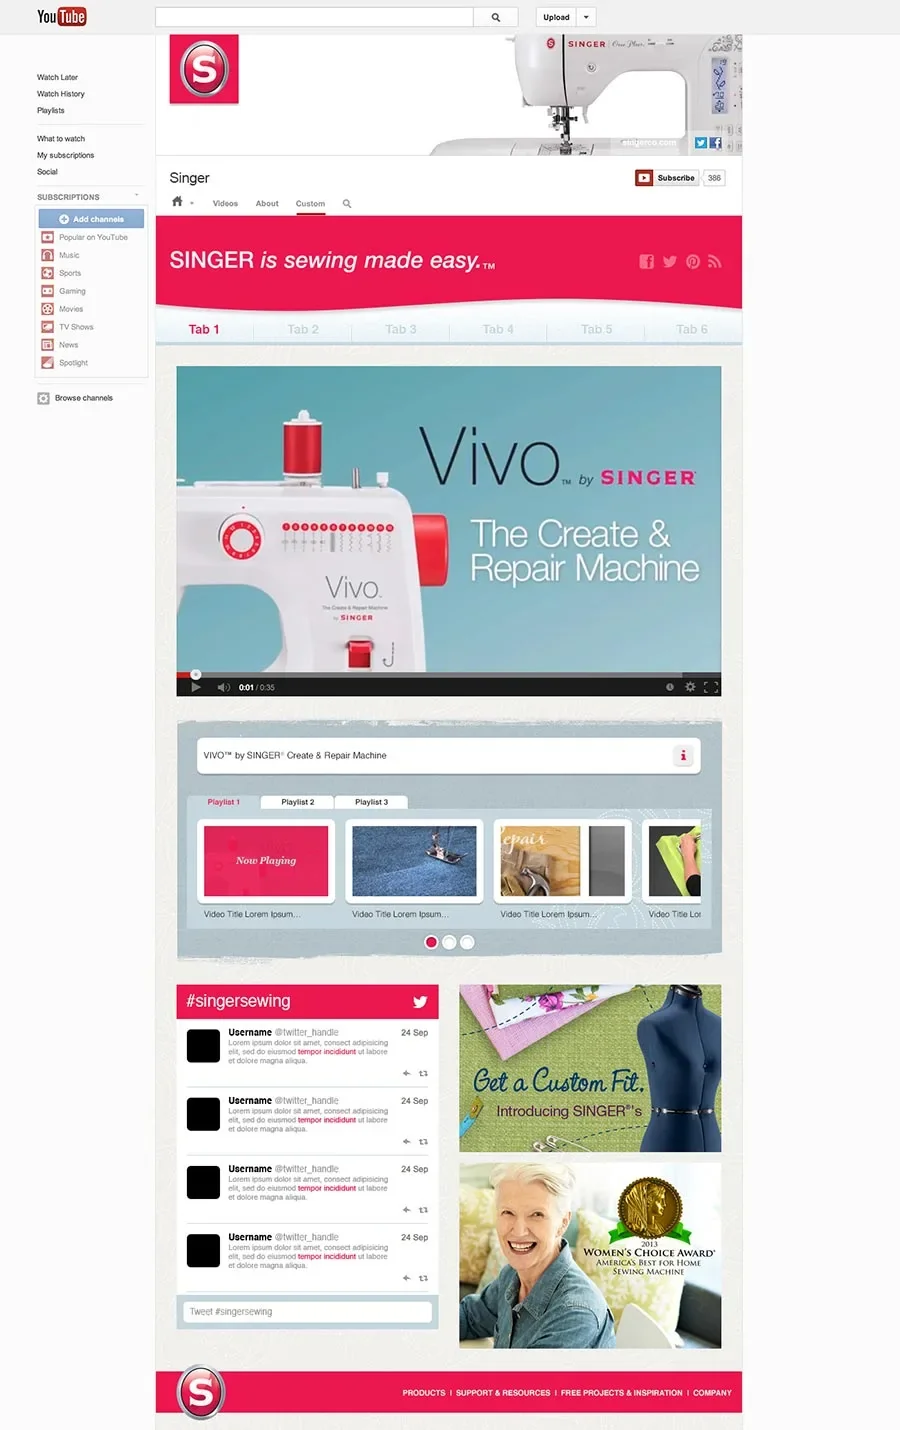 YouTube
Upload
Watch Later
Watch History
Playlists
What to watch
My subscriptions
Social
SUBSCRIPTIONS
Add channels
Popular on YouTube
Music
Sports
Gaming
Movies
TV Shows
News
Spotlight
Browse channels
S
S SINGER
singerco.com
Singer
Subscribe 386
Videos About Custom
SINGER is sewing made easy.™
Tab 1 Tab 2 Tab 3 Tab 4 Tab 5 Tab 6
Vivo™ by SINGER®
The Create &
Repair Machine
Vivo™
The Create & Repair Machine
by SINGER
0:01 / 0:35
VIVO™ by SINGER® Create & Repair Machine
Playlist 1 Playlist 2 Playlist 3
Now Playing
epair
Video Title Lorem Ipsum... Video Title Lorem Ipsum... Video Title Lorem Ipsum... Video Title Lor
#singersewing
Username @twitter_handle 24 Sep
Lorem ipsum dolor sit amet, consect adipisicing
elit, sed do eiusmod tempor incididunt ut labore
et dolore magna aliqua.
Username @twitter_handle 24 Sep
Lorem ipsum dolor sit amet, consect adipisicing
elit, sed do eiusmod tempor incididunt ut labore
et dolore magna aliqua.
Username @twitter_handle 24 Sep
Lorem ipsum dolor sit amet, consect adipisicing
elit, sed do eiusmod tempor incididunt ut labore
et dolore magna aliqua.
Username @twitter_handle 24 Sep
Lorem ipsum dolor sit amet, consect adipisicing
elit, sed do eiusmod tempor incididunt ut labore
et dolore magna aliqua.
Tweet #singersewing
Get a Custom Fit.
Introducing SINGER®'s
2013
WOMEN'S CHOICE AWARD®
AMERICA'S BEST FOR HOME
SEWING MACHINE
S
PRODUCTS | SUPPORT & RESOURCES | FREE PROJECTS & INSPIRATION | COMPANY